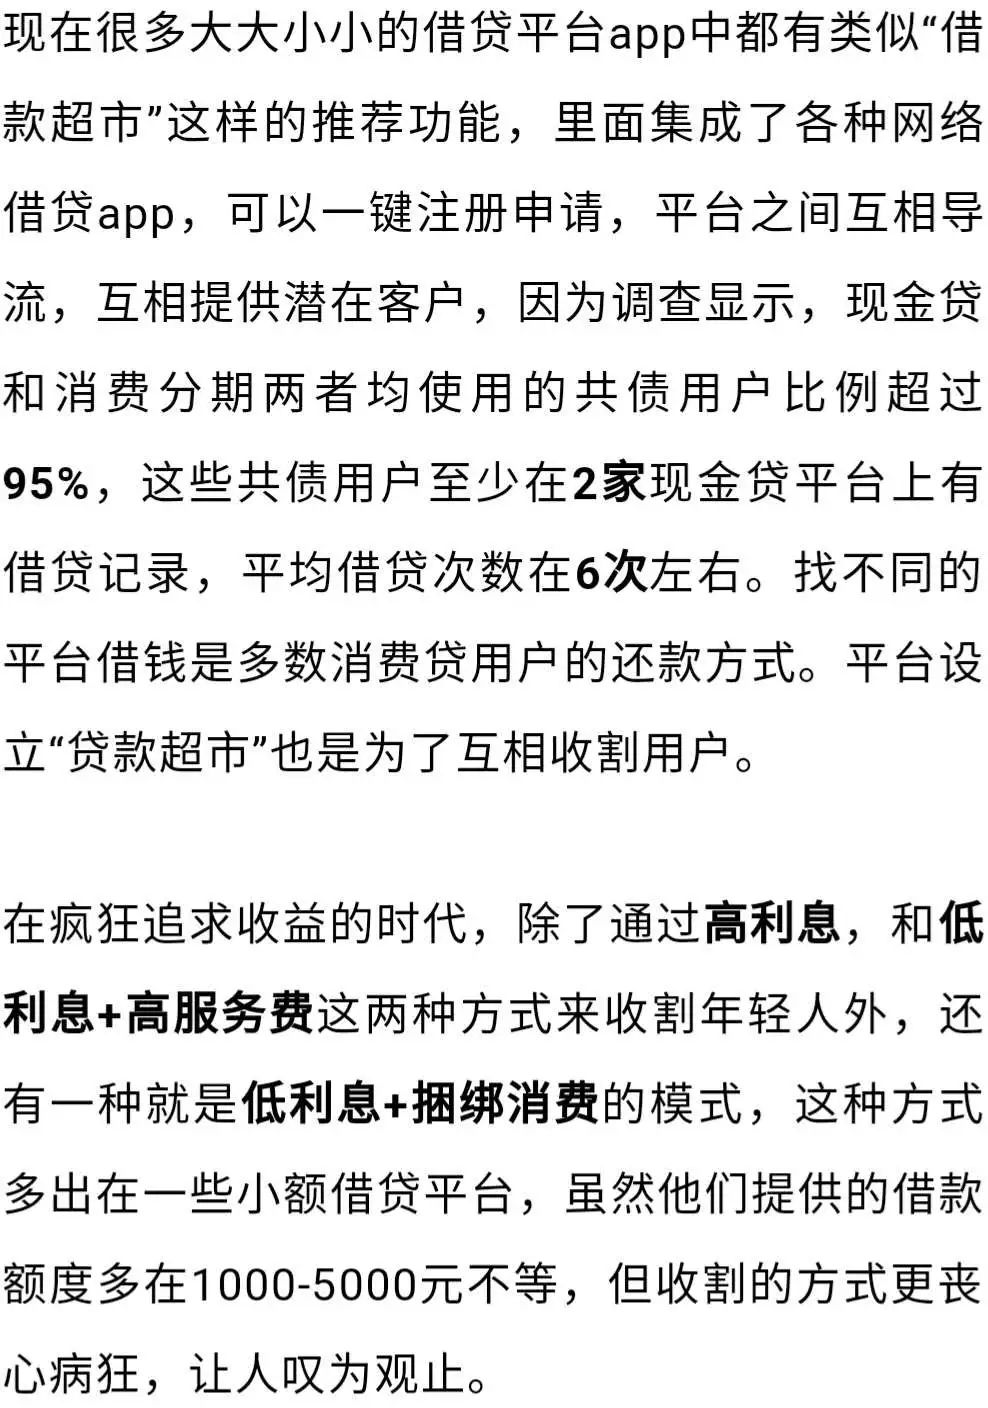 现在很多大大小小的借贷平台app中都有类似“借
款超市”这样的推荐功能，里面集成了各种网络
借贷app，可以一键注册申请，平台之间互相导
流，互相提供潜在客户，因为调查显示，现金贷
和消费分期两者均使用的共债用户比例超过
95%，这些共债用户至少在2家现金贷平台上有
借贷记录，平均借贷次数在6次左右。找不同的
平台借钱是多数消费贷用户的还款方式。平台设
立“贷款超市”也是为了互相收割用户。
在疯狂追求收益的时代，除了通过高利息，和低
利息+高服务费这两种方式来收割年轻人外，还
有一种就是低利息+捆绑消费的模式，这种方式
多出在一些小额借贷平台，虽然他们提供的借款
额度多在1000-5000元不等，但收割的方式更丧
心病狂，让人叹为观止。